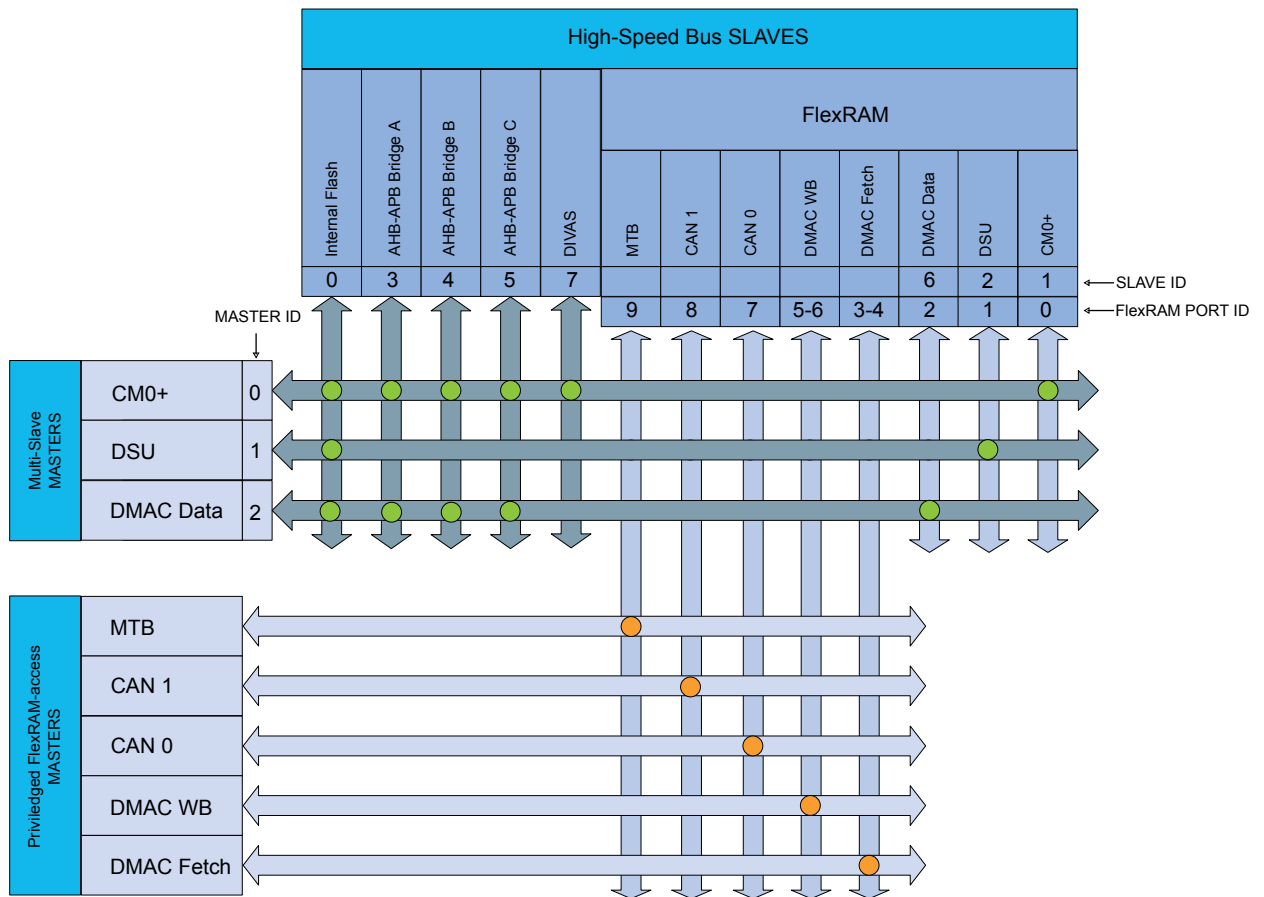 High-Speed Bus SLAVES
FlexRAM
Internal Flash
AHB-APB Bridge A
AHB-APB Bridge B
AHB-APB Bridge C
DIVAS
MTB
CAN 1
CAN 0
DMAC WB
DMAC Fetch
DMAC Data
DSU
CM0+
0 3 4 5 7 6 2 1 SLAVE ID
9 8 7 5-6 3-4 2 1 0 FlexRAM PORT ID
MASTER ID
Multi-Slave
MASTERS
CM0+ 0
DSU 1
DMAC Data 2
Priviledged FlexRAM-access
MASTERS
MTB
CAN 1
CAN 0
DMAC WB
DMAC Fetch